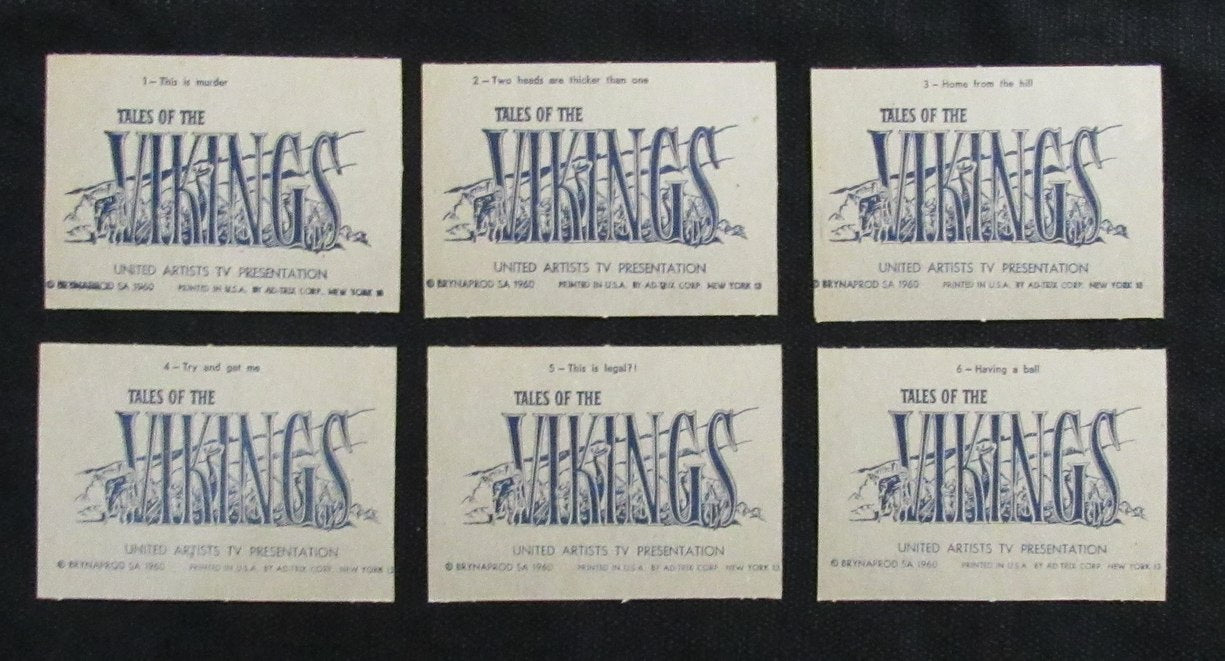 1 – This is murder
TALES OF THE
VIKINGS
UNITED ARTISTS TV PRESENTATION
© BRYNAPROD SA 1960 PRINTED IN U.S.A. BY AD-TRIX CORP. NEW YORK
2 – Two heads are thicker than one
TALES OF THE
VIKINGS
UNITED ARTISTS TV PRESENTATION
© BRYNAPROD SA 1960 PRINTED IN U.S.A. BY AD-TRIX CORP. NEW YORK 13
3 – Home from the hill
TALES OF THE
VIKINGS
UNITED ARTISTS TV PRESENTATION
© BRYNAPROD SA 1960 PRINTED IN U.S.A. BY AD-TRIX CORP. NEW YORK 13
4 – Try and get me
TALES OF THE
VIKINGS
UNITED ARTISTS TV PRESENTATION
© BRYNAPROD SA 1960 PRINTED IN U.S.A. BY AD-TRIX CORP. NEW YORK
5 – This is legal?!
TALES OF THE
VIKINGS
UNITED ARTISTS TV PRESENTATION
© BRYNAPROD SA 1960 PRINTED IN U.S.A. BY AD-TRIX CORP. NEW YORK 13
6 – Having a ball
TALES OF THE
VIKINGS
UNITED ARTISTS TV PRESENTATION
© BRYNAPROD SA 1960 PRINTED IN U.S.A. BY AD-TRIX CORP. NEW YORK 13